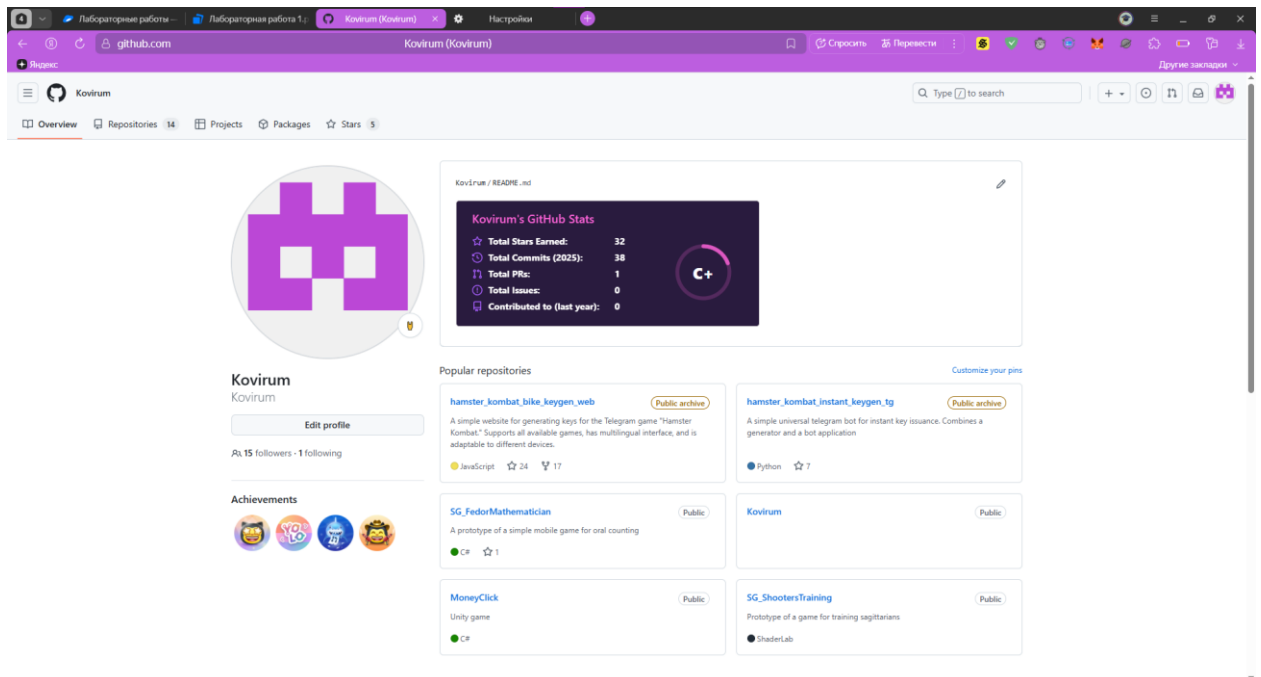 4
Лабораторные работы —
Лабораторная работа 1.
Kovirum (Kovirum)
Настройки
github.com
Kovirum (Kovirum)
Спросить
Перевести
Яндекс
Другие закладки
Kovirum
Type / to search
Overview
Repositories 14
Projects
Packages
Stars 5
Kovirum / README.md
Kovirum's GitHub Stats
Total Stars Earned: 32
Total Commits (2025): 38
Total PRs: 1
Total Issues: 0
Contributed to (last year): 0
C+
Kovirum
Kovirum
Edit profile
15 followers · 1 following
Achievements
YOLO
Popular repositories
Customize your pins
hamster_kombat_bike_keygen_web
Public archive
A simple website for generating keys for the Telegram game "Hamster
Kombat." Supports all available games, has multilingual interface, and is
adaptable to different devices.
JavaScript 24 17
hamster_kombat_instant_keygen_tg
Public archive
A simple universal telegram bot for instant key issuance. Combines a
generator and a bot application
Python 7
SG_FedorMathematician
Public
A prototype of a simple mobile game for oral counting
C# 1
Kovirum
Public
MoneyClick
Public
Unity game
C#
SG_ShootersTraining
Public
Prototype of a game for training sagittarians
ShaderLab